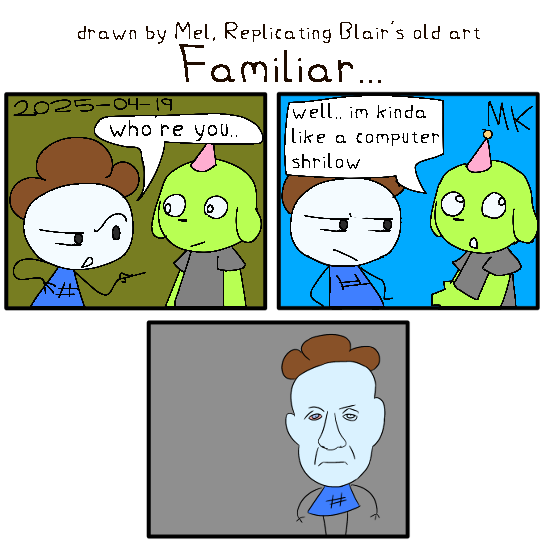 drawn by Mel, Replicating Blair's old art
Familiar...
2025-04-19
who're you..
MK
well.. im kinda
like a computer
shrilow
#
#
#